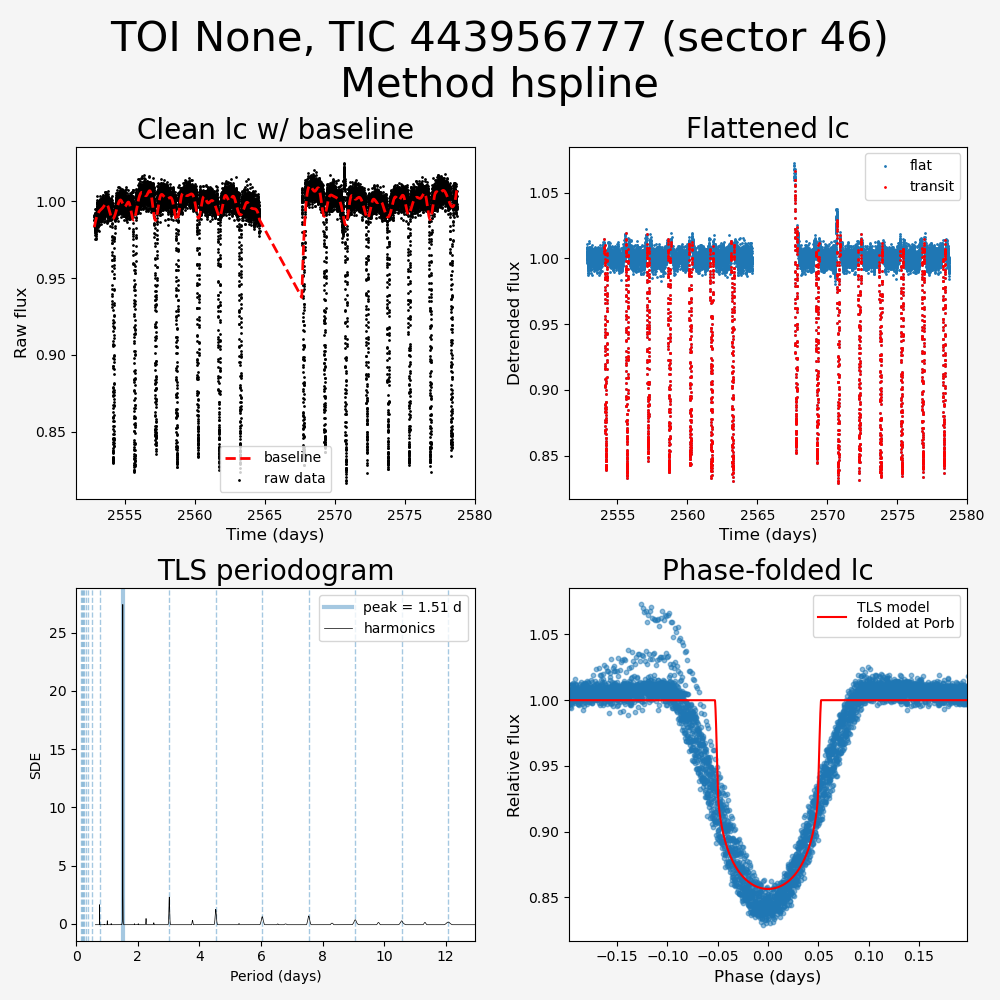 TOI None, TIC 443956777 (sector 46)
Method hspline
Clean lc w/ baseline
Flattened lc
1.00
0.95
0.90
0.85
Raw flux
baseline
raw data
2555
2560
2565
2570
2575
2580
Time (days)
1.05
1.00
0.95
0.90
0.85
Detrended flux
flat
transit
2555
2560
2565
2570
2575
2580
Time (days)
TLS periodogram
Phase-folded lc
25
20
15
10
5
0
SDE
peak = 1.51 d
harmonics
0
2
4
6
8
10
12
Period (days)
1.05
1.00
0.95
0.90
0.85
Relative flux
TLS model
folded at Porb
−0.15
−0.10
−0.05
0.00
0.05
0.10
0.15
Phase (days)